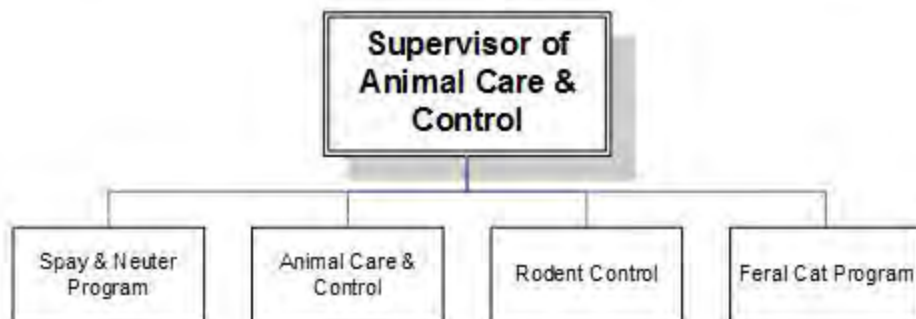 Supervisor of
Animal Care &
Control
Spay & Neuter
Program
Animal Care &
Control
Rodent Control
Feral Cat Program